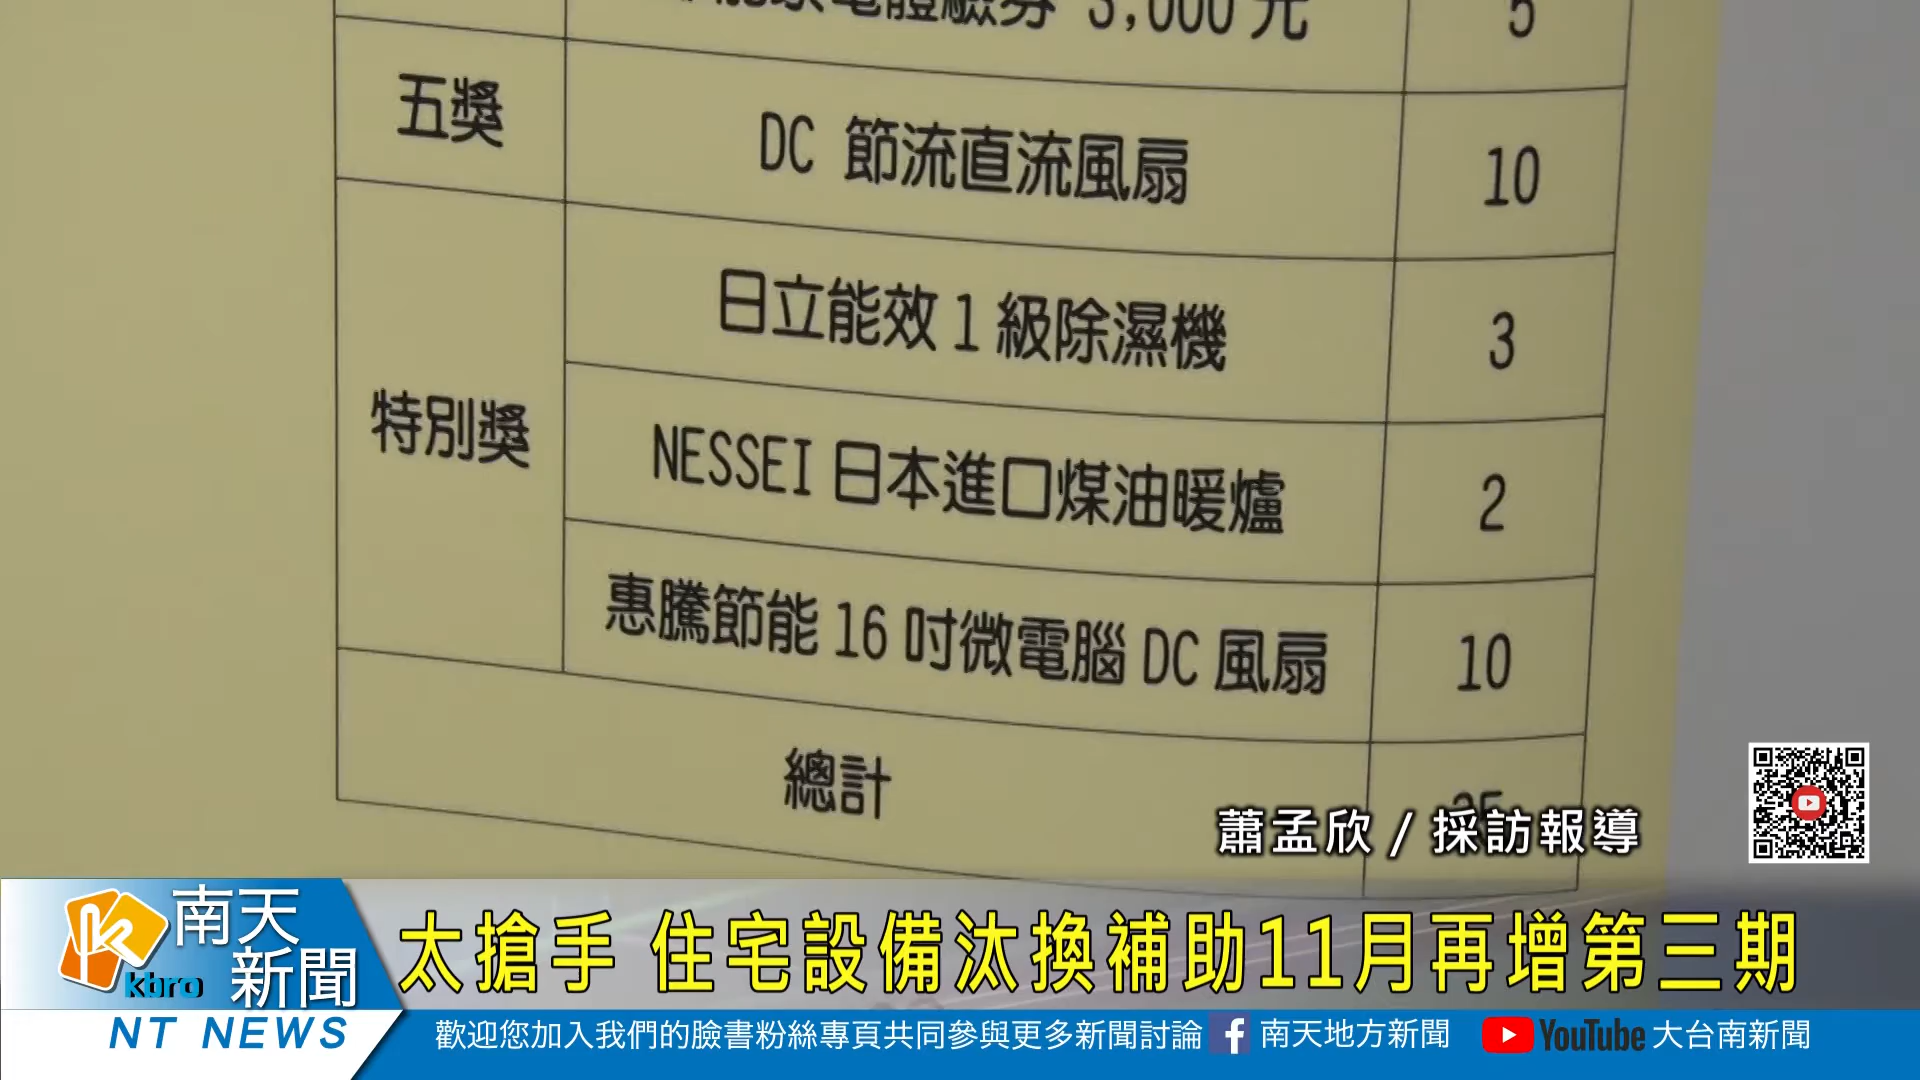 3,000元 5
五獎 DC 節流直流風扇 10
特別獎
日立能效1級除濕機 3
NESSEI 日本進口煤油暖爐 2
惠騰節能16吋微電腦DC風扇 10
總計
蕭孟欣/採訪報導
南天新聞
kbro
NT NEWS
太搶手 住宅設備汰換補助11月再增第三期
歡迎您加入我們的臉書粉絲專頁共同參與更多新聞討論 f 南天地方新聞 YouTube 大台南新聞